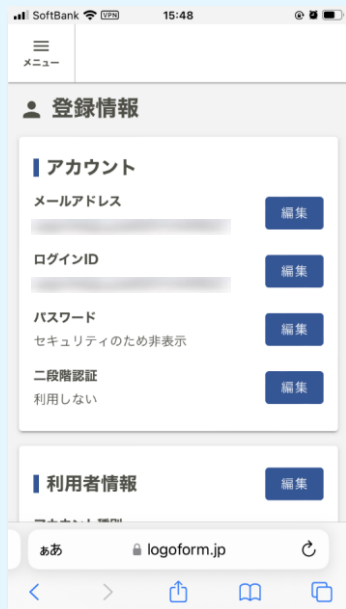 SoftBank VPN 15:48
メニュー
登録情報
アカウント
メールアドレス
編集
ログインID
編集
パスワード
セキュリティのため非表示
編集
二段階認証
利用しない
編集
利用者情報
編集
ぁあ logoform.jp